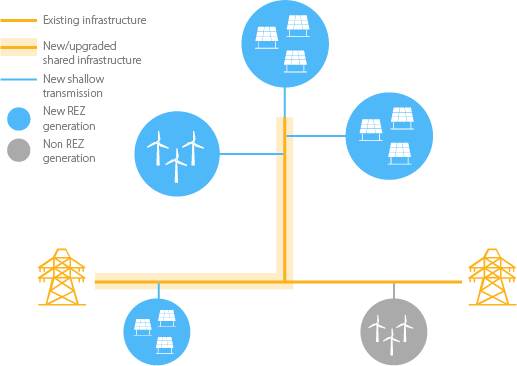 Existing infrastructure
New/upgraded
shared infrastructure
New shallow
transmission
New REZ
generation
Non REZ
generation